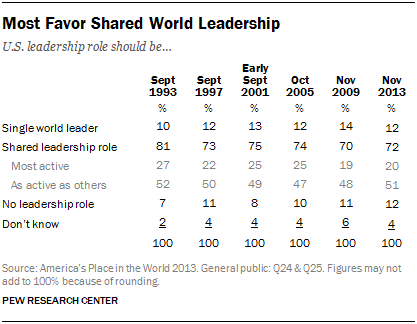 Most Favor Shared World Leadership
U.S. leadership role should be…
Sept 1993 Sept 1997 Early Sept 2001 Oct 2005 Nov 2009 Nov 2013
% % % % % %
Single world leader 10 12 13 12 14 12
Shared leadership role 81 73 75 74 70 72
Most active 27 22 25 25 19 20
As active as others 52 50 49 47 48 51
No leadership role 7 11 8 10 11 12
Don't know 2 4 4 4 6 4
100 100 100 100 100 100
Source: America's Place in the World 2013. General public: Q24 & Q25. Figures may not
add to 100% because of rounding.
PEW RESEARCH CENTER